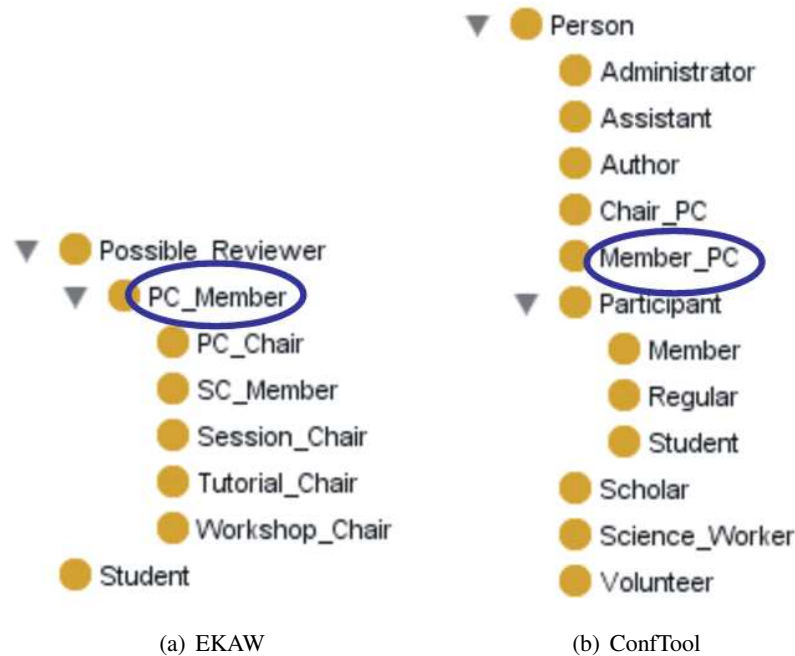 Possible_Reviewer
PC_Member
PC_Chair
SC_Member
Session_Chair
Tutorial_Chair
Workshop_Chair
Student
(a) EKAW
Person
Administrator
Assistant
Author
Chair_PC
Member_PC
Participant
Member
Regular
Student
Scholar
Science_Worker
Volunteer
(b) ConfTool